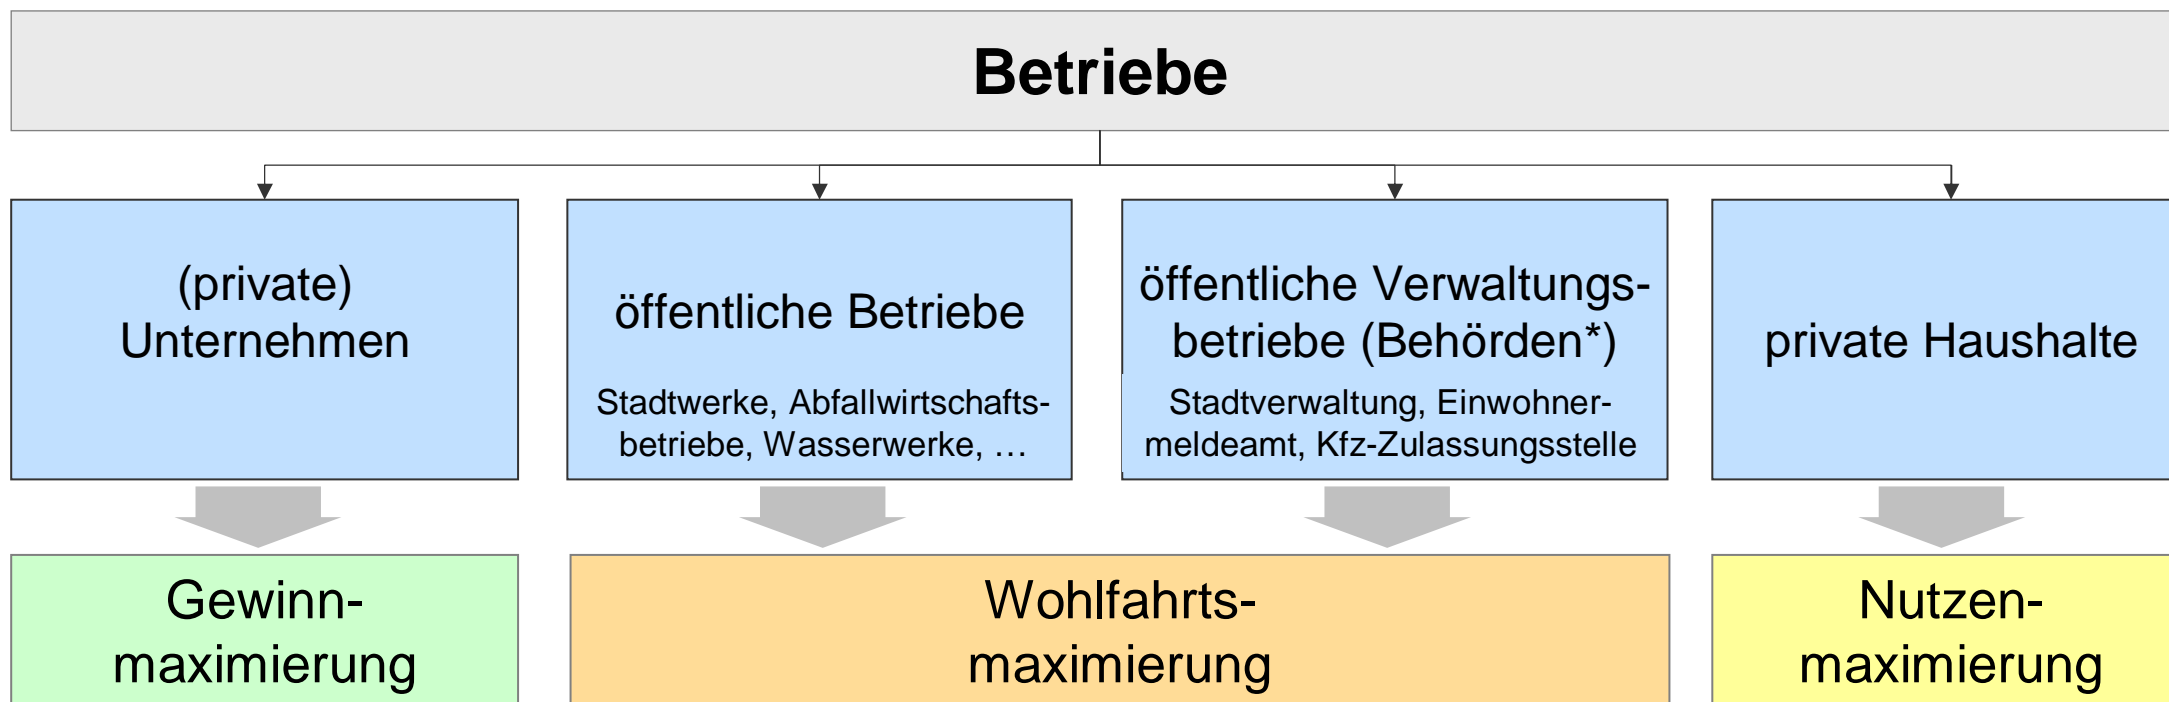 Betriebe
(private)
Unternehmen
öffentliche Betriebe
Stadtwerke, Abfallwirtschafts-
betriebe, Wasserwerke, …
öffentliche Verwaltungs-
betriebe (Behörden*)
Stadtverwaltung, Einwohner-
meldeamt, Kfz-Zulassungsstelle
private Haushalte
Gewinn-
maximierung
Wohlfahrts-
maximierung
Nutzen-
maximierung